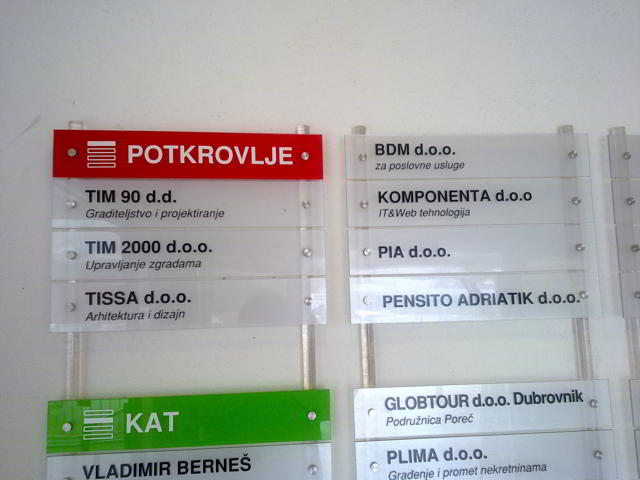 POTKROVLJE
TIM 90 d.d.
Graditeljstvo i projektiranje
TIM 2000 d.o.o.
Upravljanje zgradama
TISSA d.o.o.
Arhitektura i dizajn
BDM d.o.o.
za poslovne usluge
KOMPONENTA d.o.o
IT&Web tehnologija
PIA d.o.o.
PENSITO ADRIATIK d.o.o.
KAT
VLADIMIR BERNEŠ
GLOBTOUR d.o.o. Dubrovnik
Podružnica Poreč
PLIMA d.o.o.
Građenje i promet nekretninama